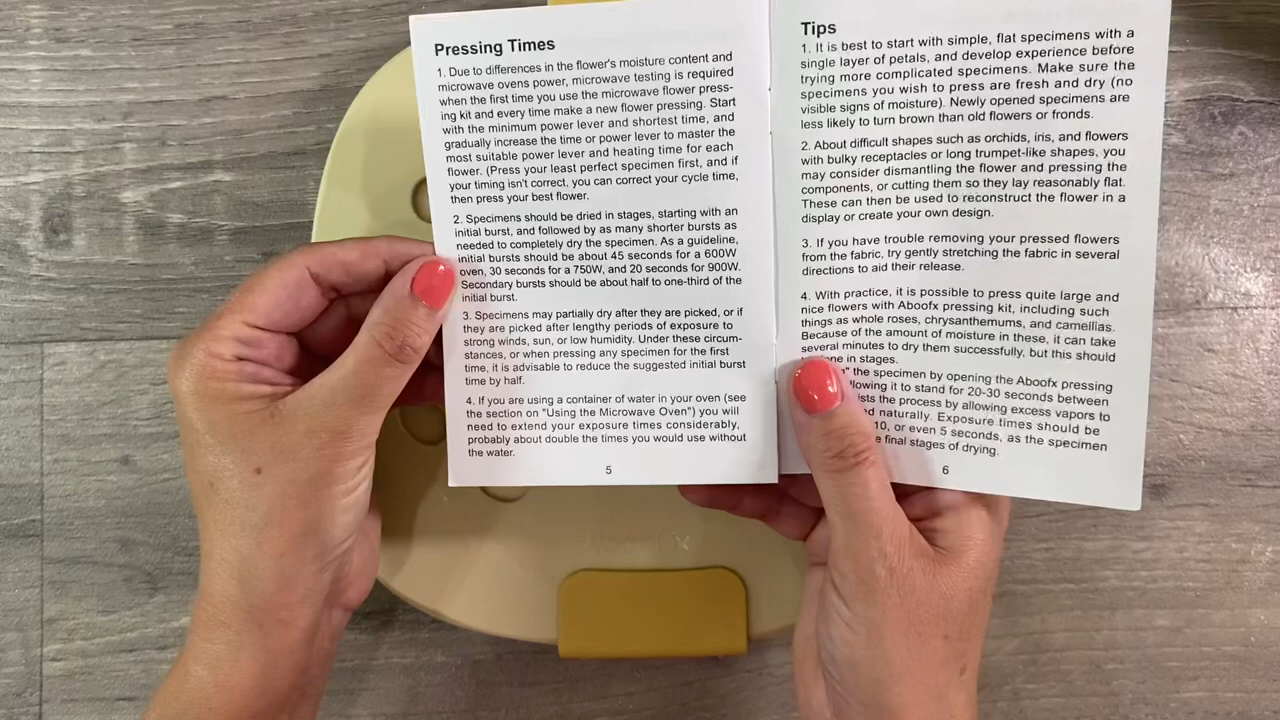 Pressing Times
1. Due to differences in the flower's moisture content and
microwave ovens power, microwave testing is required
when the first time you use the microwave flower press-
ing kit and every time make a new flower pressing. Start
with the minimum power lever and shortest time, and
gradually increase the time or power lever to master the
most suitable power lever and heating time for each
flower. (Press your least perfect specimen first, and if
your timing isn't correct, you can correct your cycle time,
then press your best flower.
2. Specimens should be dried in stages, starting with an
initial burst, and followed by as many shorter bursts as
needed to completely dry the specimen. As a guideline,
initial bursts should be about 45 seconds for a 600W
oven, 30 seconds for a 750W, and 20 seconds for 900W.
Secondary bursts should be about half to one-third of the
initial burst.
3. Specimens may partially dry after they are picked, or if
they are picked after lengthy periods of exposure to
strong winds, sun, or low humidity. Under these circum-
stances, or when pressing any specimen for the first
time, it is advisable to reduce the suggested initial burst
time by half.
4. If you are using a container of water in your oven (see
the section on "Using the Microwave Oven") you will
need to extend your exposure times considerably,
probably about double the times you would use without
the water.
5
Tips
1. It is best to start with simple, flat specimens with a
single layer of petals, and develop experience before
trying more complicated specimens. Make sure the
specimens you wish to press are fresh and dry (no
visible signs of moisture). Newly opened specimens are
less likely to turn brown than old flowers or fronds.
2. About difficult shapes such as orchids, iris, and flowers
with bulky receptacles or long trumpet-like shapes, you
may consider dismantling the flower and pressing the
components, or cutting them so they lay reasonably flat.
These can then be used to reconstruct the flower in a
display or create your own design.
3. If you have trouble removing your pressed flowers
from the fabric, try gently stretching the fabric in several
directions to aid their release.
4. With practice, it is possible to press quite large and
nice flowers with Aboofx pressing kit, including such
things as whole roses, chrysanthemums, and camellias.
Because of the amount of moisture in these, it can take
several minutes to dry them successfully, but this should
in stages.
the specimen by opening the Aboofx pressing
it to stand for 20-30 seconds between
the process by allowing excess vapors to
naturally. Exposure times should be
10, or even 5 seconds, as the specimen
final stages of drying.
6